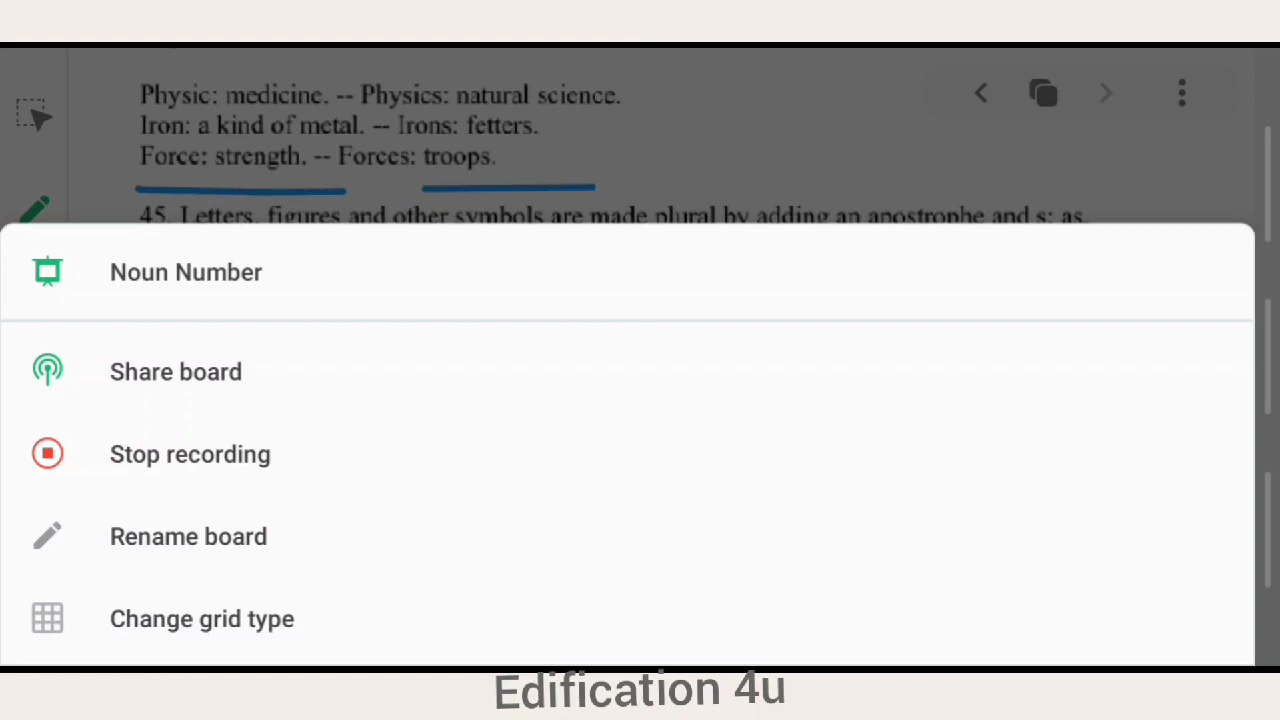 Physic: medicine. -- Physics: natural science.
Iron: a kind of metal. -- Irons: fetters.
Force: strength. -- Forces: troops.
45. Letters, figures and other symbols are made plural by adding an apostrophe and s; as,
Noun Number
Share board
Stop recording
Rename board
Change grid type
Edification 4u